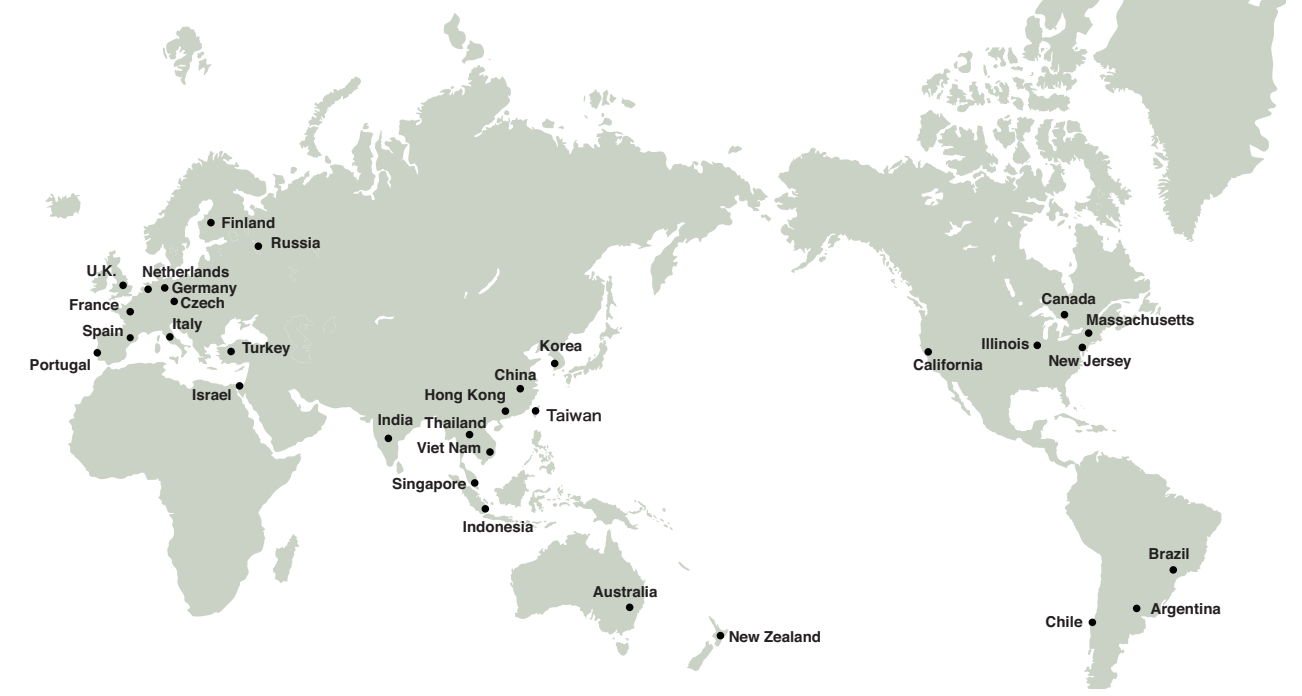 Finland
Russia
U.K.
Netherlands
Germany
Czech
France
Italy
Spain
Turkey
Portugal
Israel
Korea
China
Hong Kong
Taiwan
India
Thailand
Viet Nam
Singapore
Indonesia
Australia
New Zealand
Canada
Massachusetts
Illinois
New Jersey
California
Brazil
Argentina
Chile